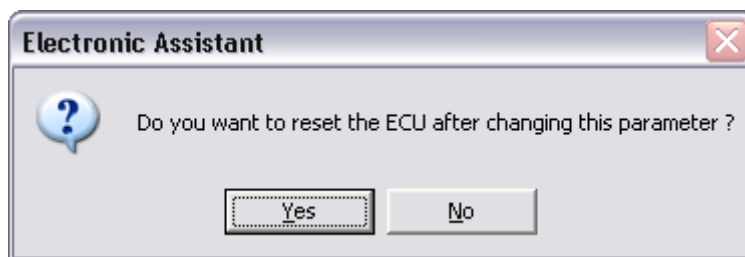 Electronic Assistant
Do you want to reset the ECU after changing this parameter ?
Yes No